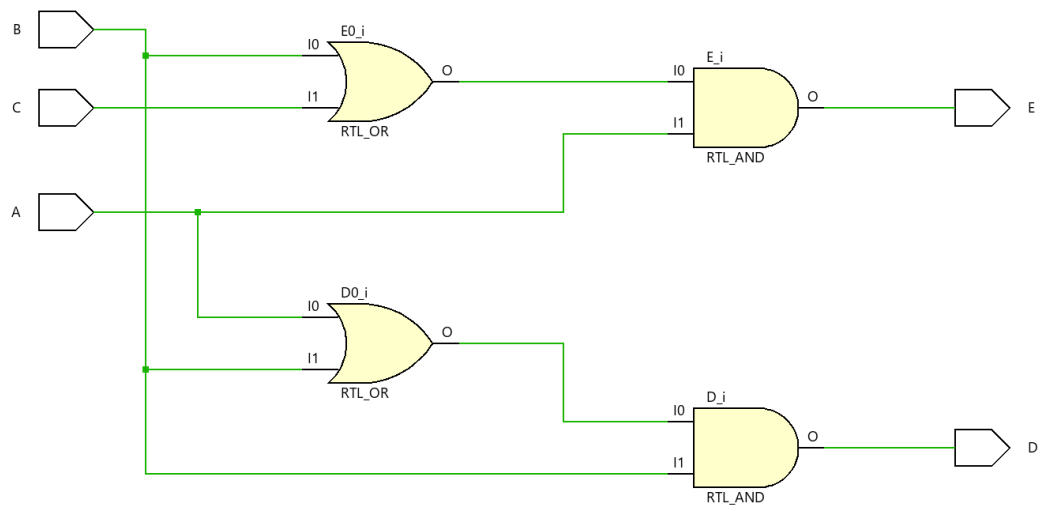 B
E0_i
I0
O
E_i
I0
O
E
C
I1
RTL_OR
I1
RTL_AND
A
D0_i
I0
O
I1
RTL_OR
D_i
I0
O
D
I1
RTL_AND